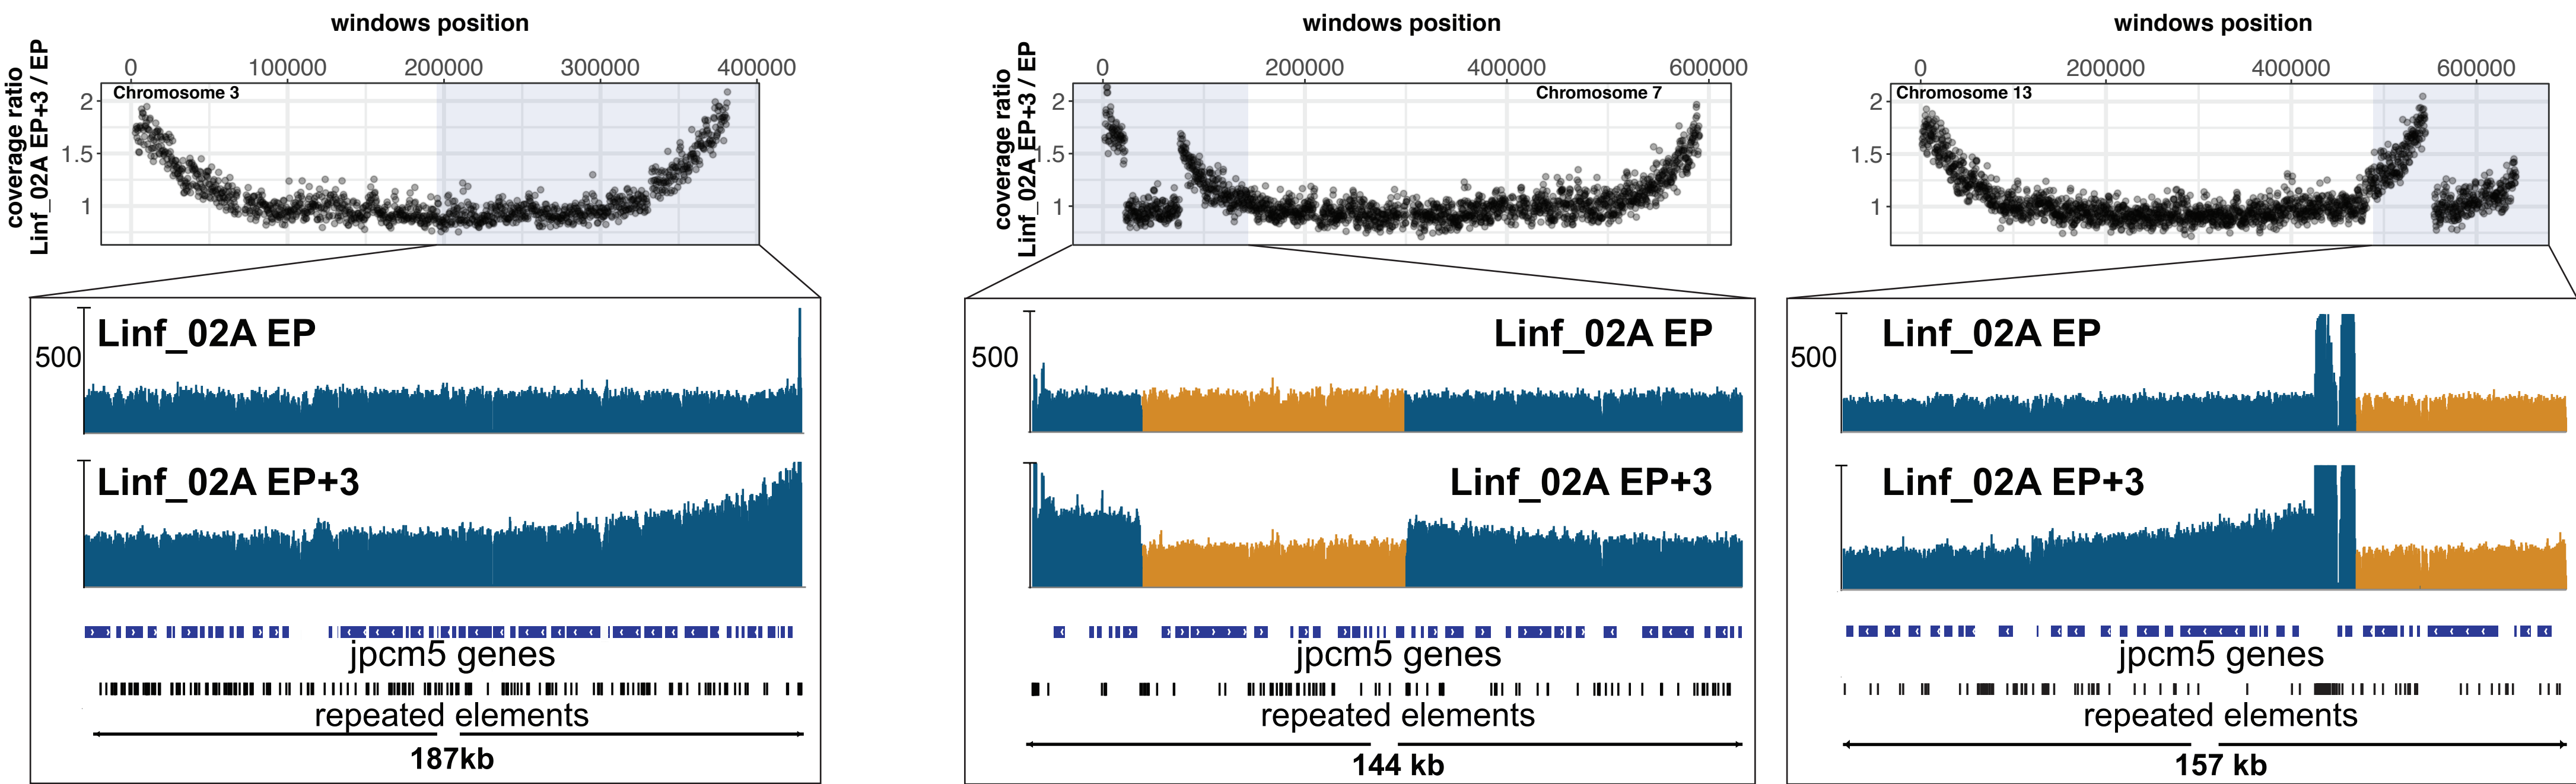 windows position
0 100000 200000 300000 400000
coverage ratio
Linf_02A EP+3 / EP
2
1.5
1
Chromosome 3
Linf_02A EP
500
Linf_02A EP+3
jpcm5 genes
repeated elements
187kb
windows position
0 200000 400000 600000
coverage ratio
Linf_02A EP+3 / EP
2
1.5
1
Chromosome 7
Linf_02A EP
500
Linf_02A EP+3
jpcm5 genes
repeated elements
144 kb
windows position
0 200000 400000 600000
2
1.5
1
Chromosome 13
Linf_02A EP
500
Linf_02A EP+3
jpcm5 genes
repeated elements
157 kb